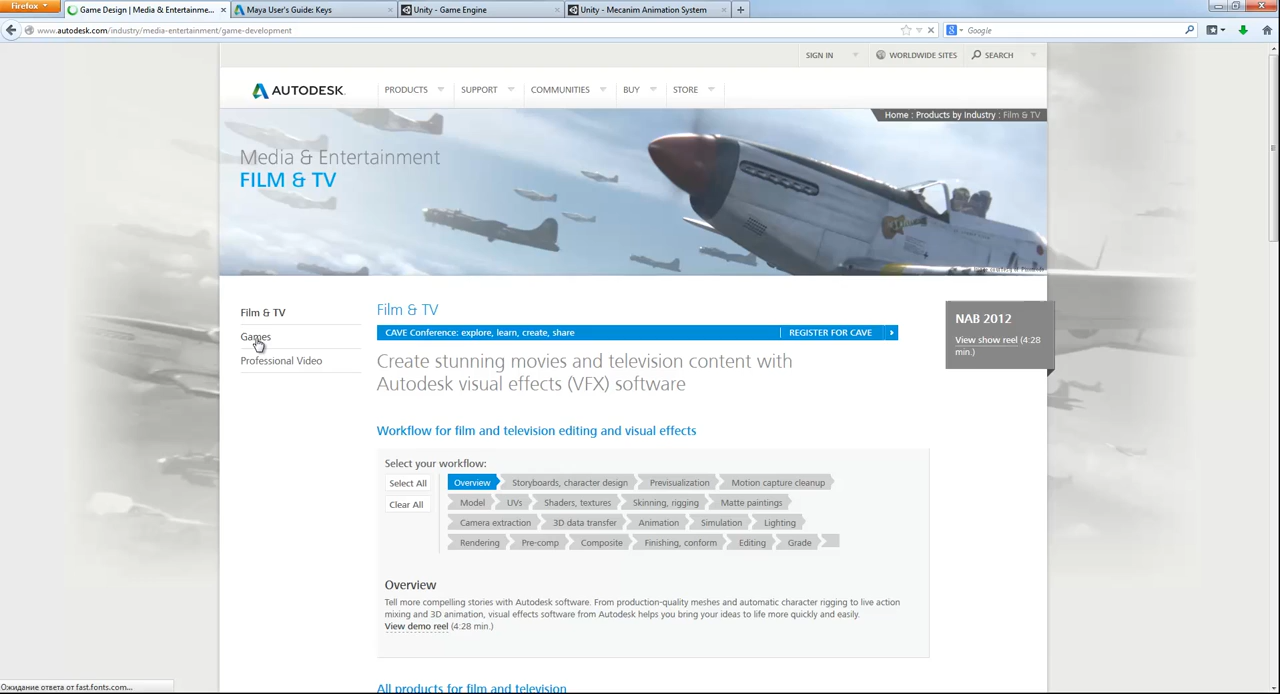 Firefox
Game Design | Media & Entertainme...
Maya User's Guide: Keys
Unity - Game Engine
Unity - Mecanim Animation System
www.autodesk.com/industry/media-entertainment/game-development
Google
SIGN IN
WORLDWIDE SITES
SEARCH
AUTODESK.
PRODUCTS
SUPPORT
COMMUNITIES
BUY
STORE
Home : Products by Industry : Film & TV
Media & Entertainment
FILM & TV
Film & TV
Games
Professional Video
Film & TV
CAVE Conference: explore, learn, create, share
REGISTER FOR CAVE
Create stunning movies and television content with
Autodesk visual effects (VFX) software
NAB 2012
View show reel (4:28
min.)
Workflow for film and television editing and visual effects
Select your workflow:
Select All
Clear All
Overview
Storyboards, character design
Previsualization
Motion capture cleanup
Model
UVs
Shaders, textures
Skinning, rigging
Matte paintings
Camera extraction
3D data transfer
Animation
Simulation
Lighting
Rendering
Pre-comp
Composite
Finishing, conform
Editing
Grade
Overview
Tell more compelling stories with Autodesk software. From production-quality meshes and automatic character rigging to live action
mixing and 3D animation, visual effects software from Autodesk helps you bring your ideas to life more quickly and easily.
View demo reel (4:28 min.)
All products for film and television
Ожидание ответа от fast.fonts.com...